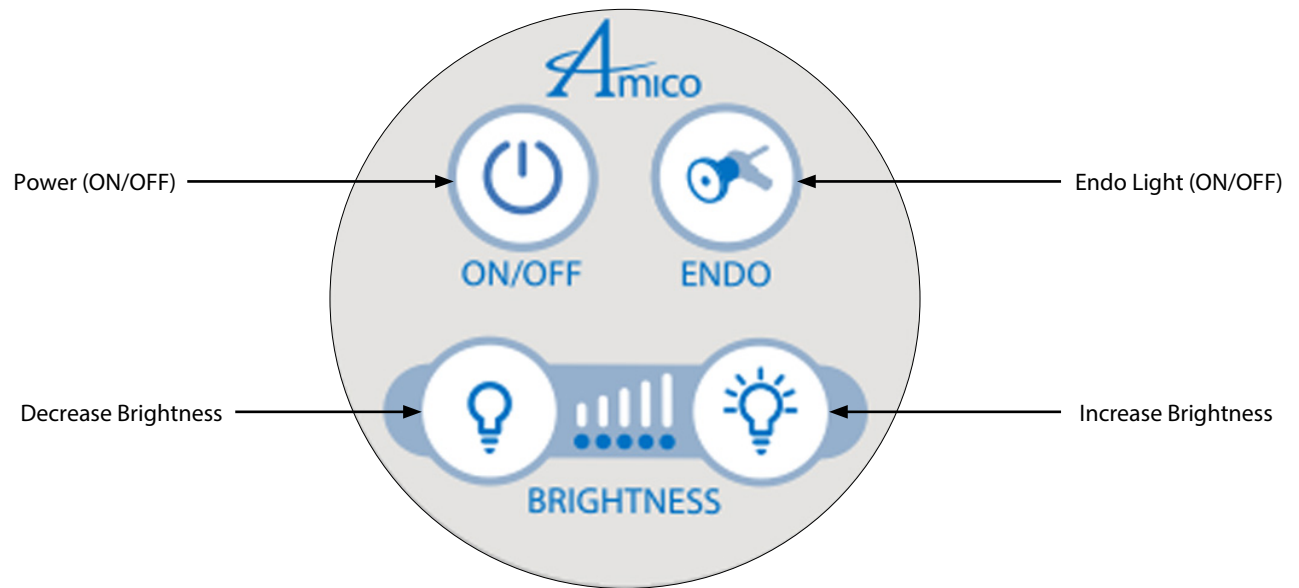 Amico
Power (ON/OFF)
Endo Light (ON/OFF)
ON/OFF
ENDO
Decrease Brightness
Increase Brightness
BRIGHTNESS